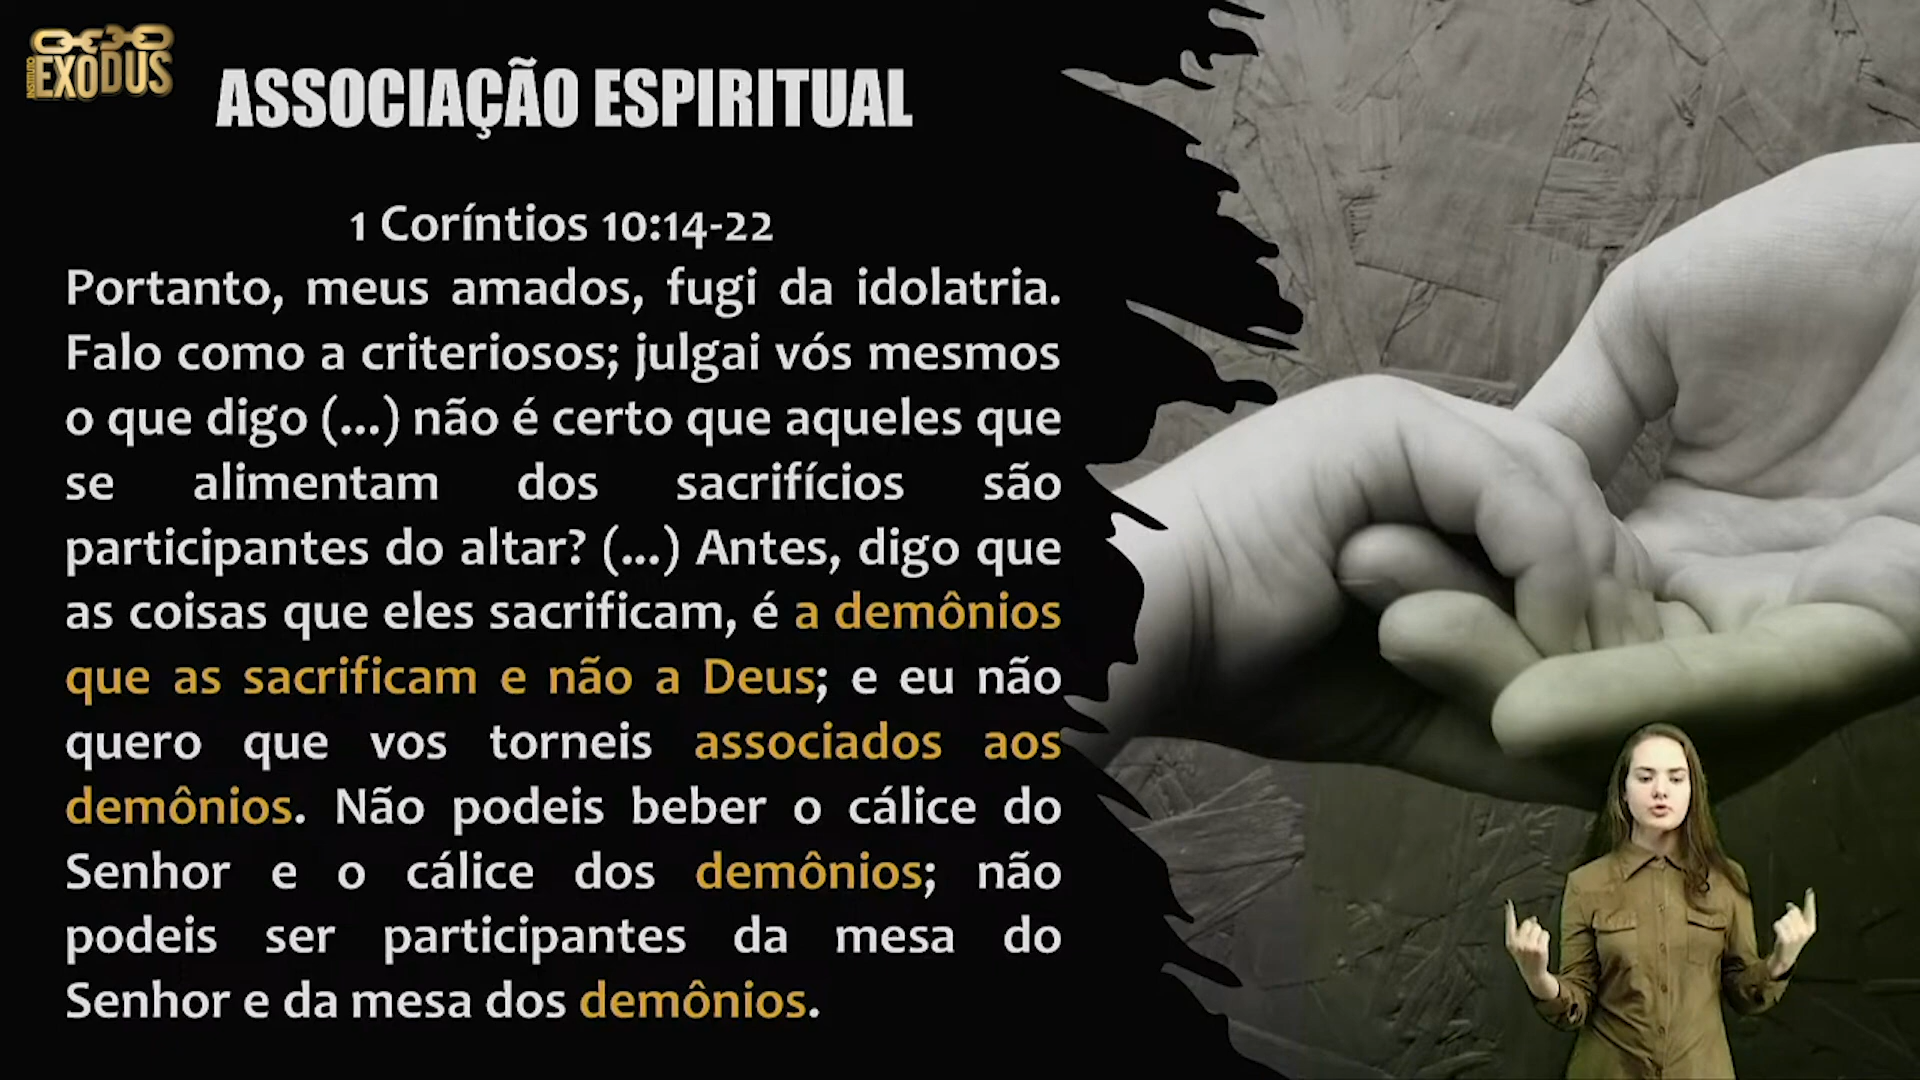 INSTITUTO
EXODUS
ASSOCIAÇÃO ESPIRITUAL
1 Coríntios 10:14-22
Portanto, meus amados, fugi da idolatria.
Falo como a criteriosos; julgai vós mesmos
o que digo (...) não é certo que aqueles que
se alimentam dos sacrifícios são
participantes do altar? (...) Antes, digo que
as coisas que eles sacrificam, é a demônios
que as sacrificam e não a Deus; e eu não
quero que vos torneis associados aos
demônios. Não podeis beber o cálice do
Senhor e o cálice dos demônios; não
podeis ser participantes da mesa do
Senhor e da mesa dos demônios.